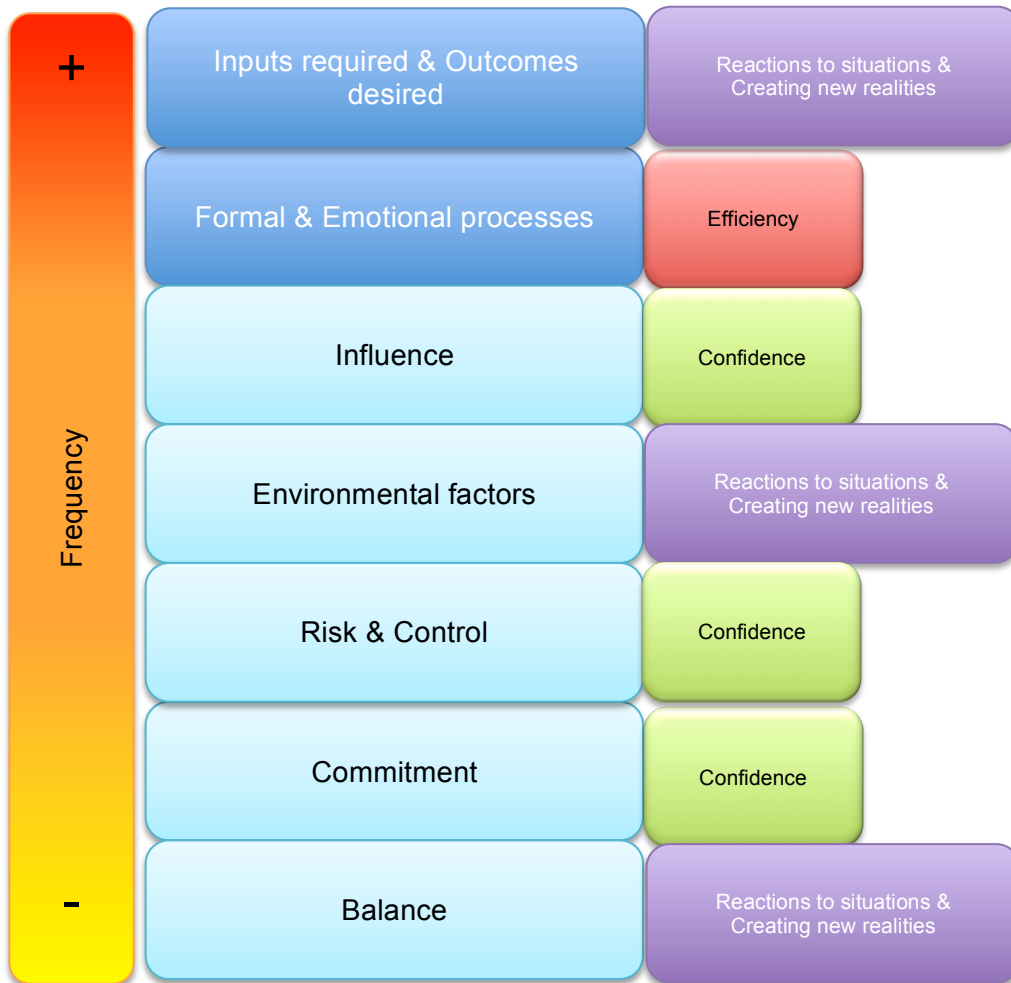 +
Inputs required & Outcomes
desired
Reactions to situations &
Creating new realities
Formal & Emotional processes
Efficiency
Influence
Confidence
Frequency
Environmental factors
Reactions to situations &
Creating new realities
Risk & Control
Confidence
Commitment
Confidence
-
Balance
Reactions to situations &
Creating new realities